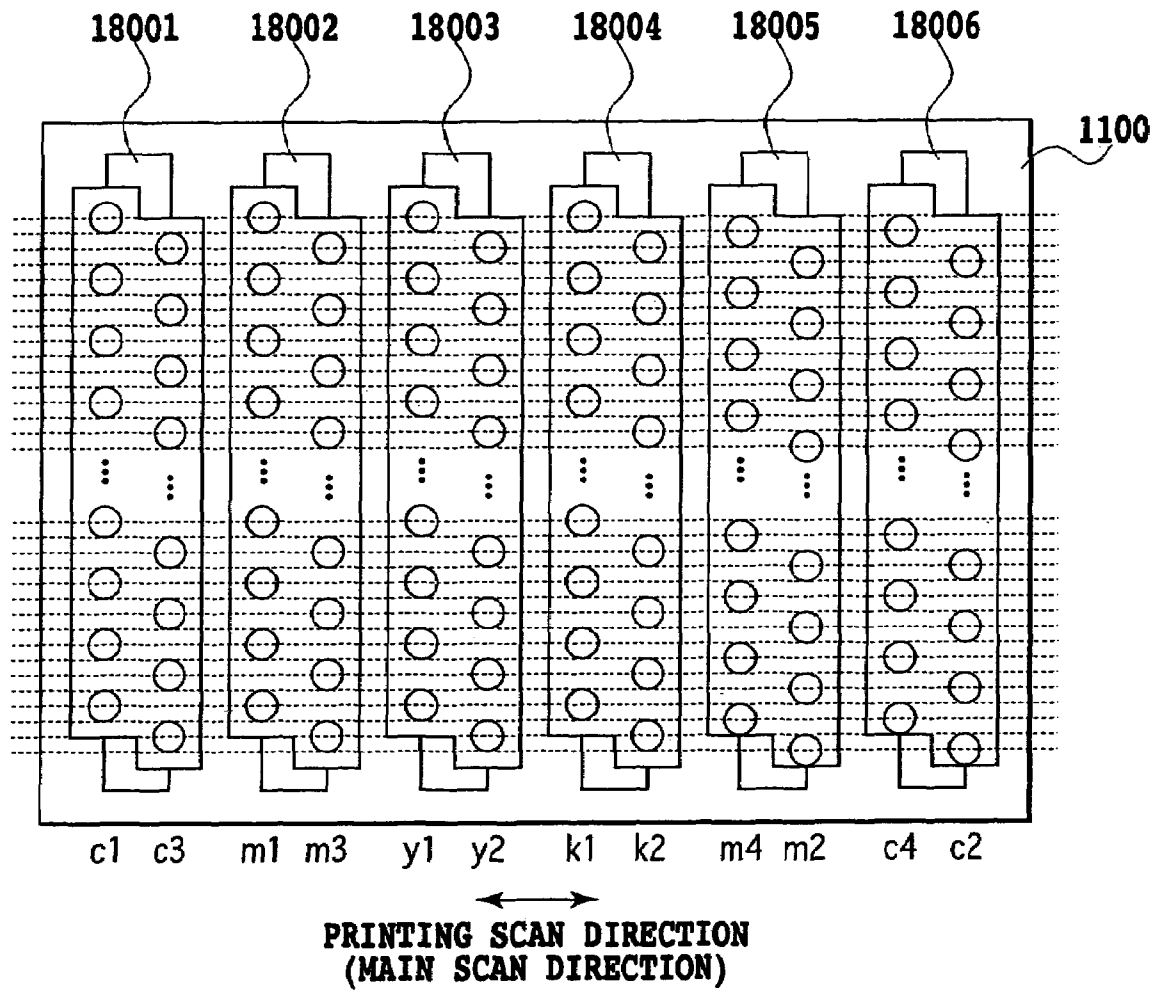 18001 18002 18003 18004 18005 18006
1100
c1 c3 m1 m3 y1 y2 k1 k2 m4 m2 c4 c2
PRINTING SCAN DIRECTION
(MAIN SCAN DIRECTION)